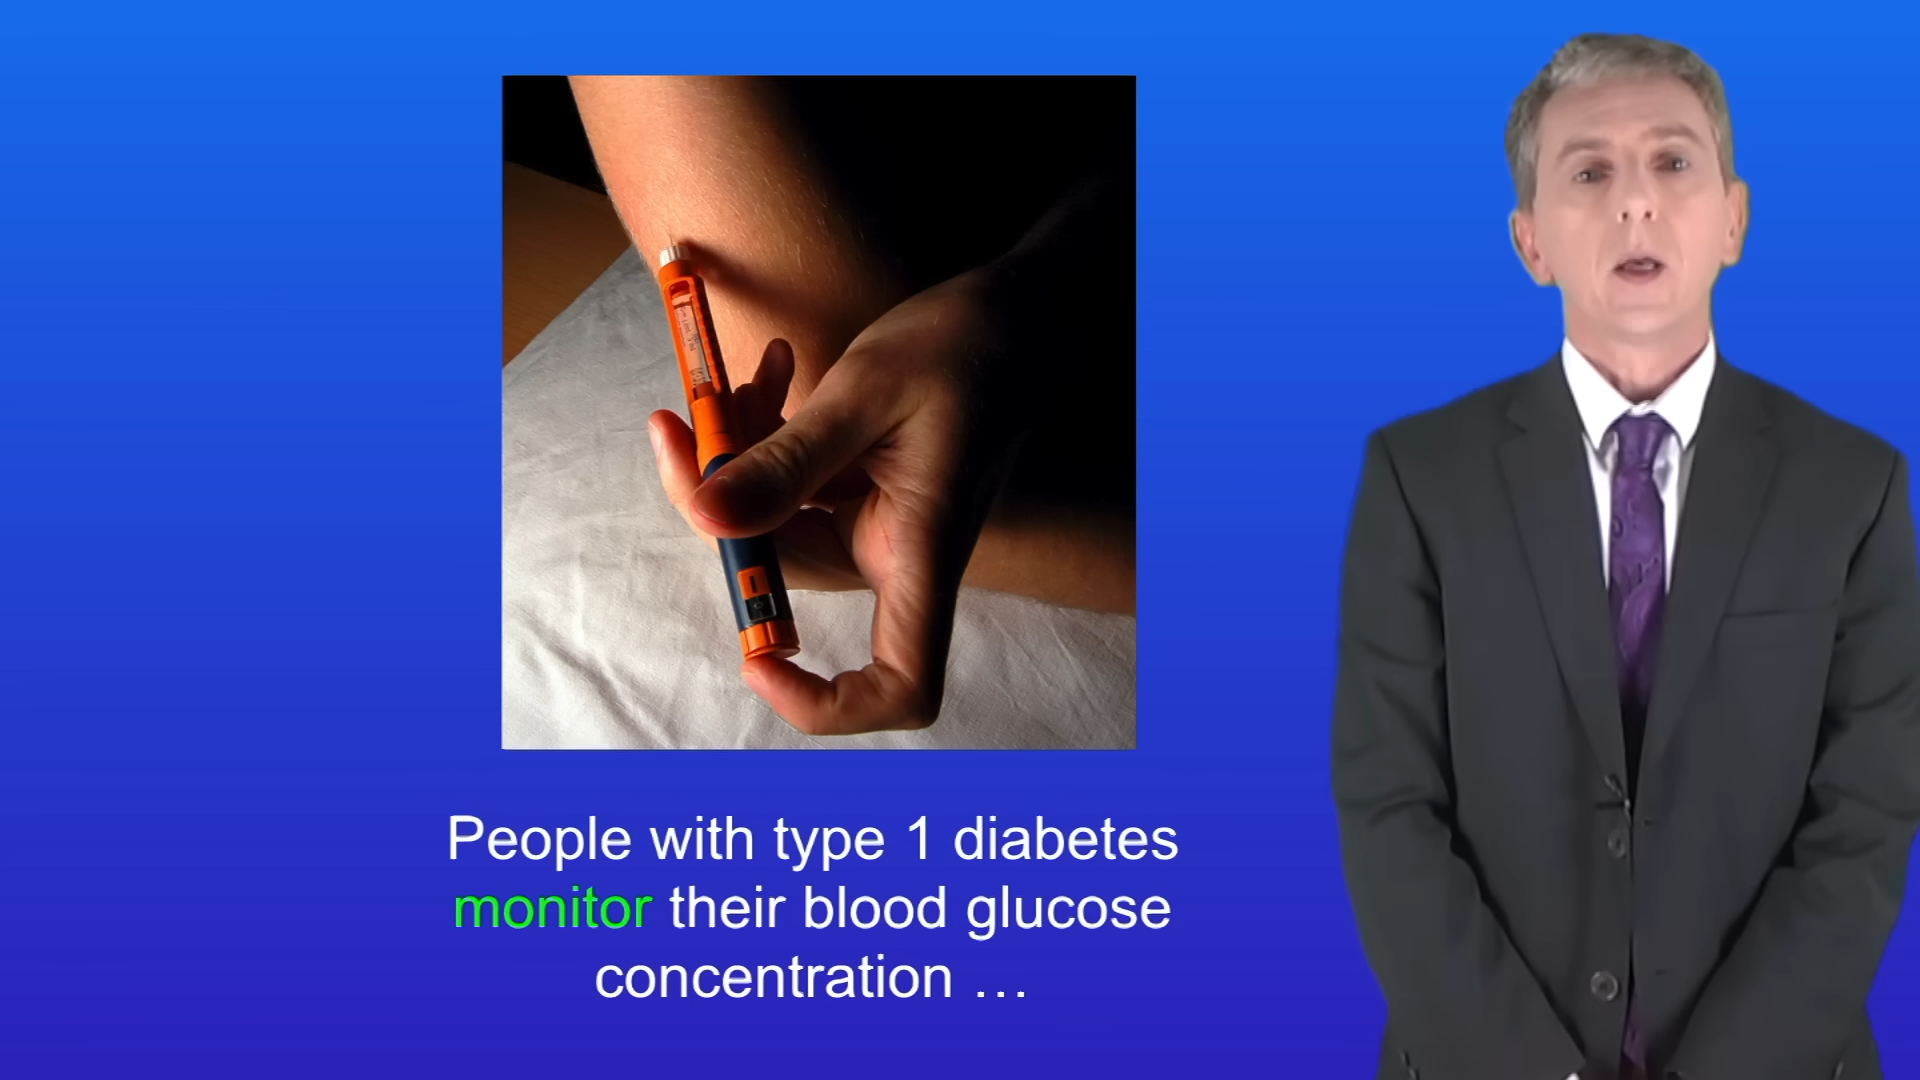 People with type 1 diabetes
monitor their blood glucose
concentration …